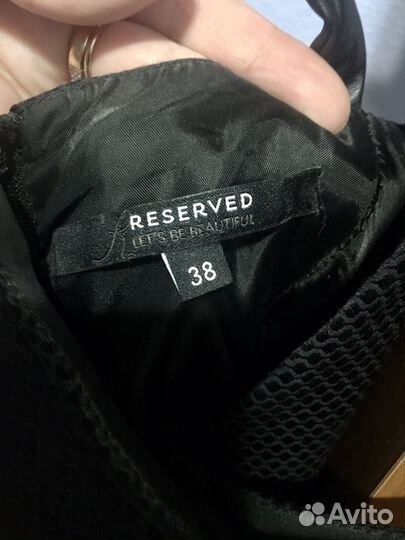 RESERVED
LET'S BE BEAUTIFUL
38
Avito